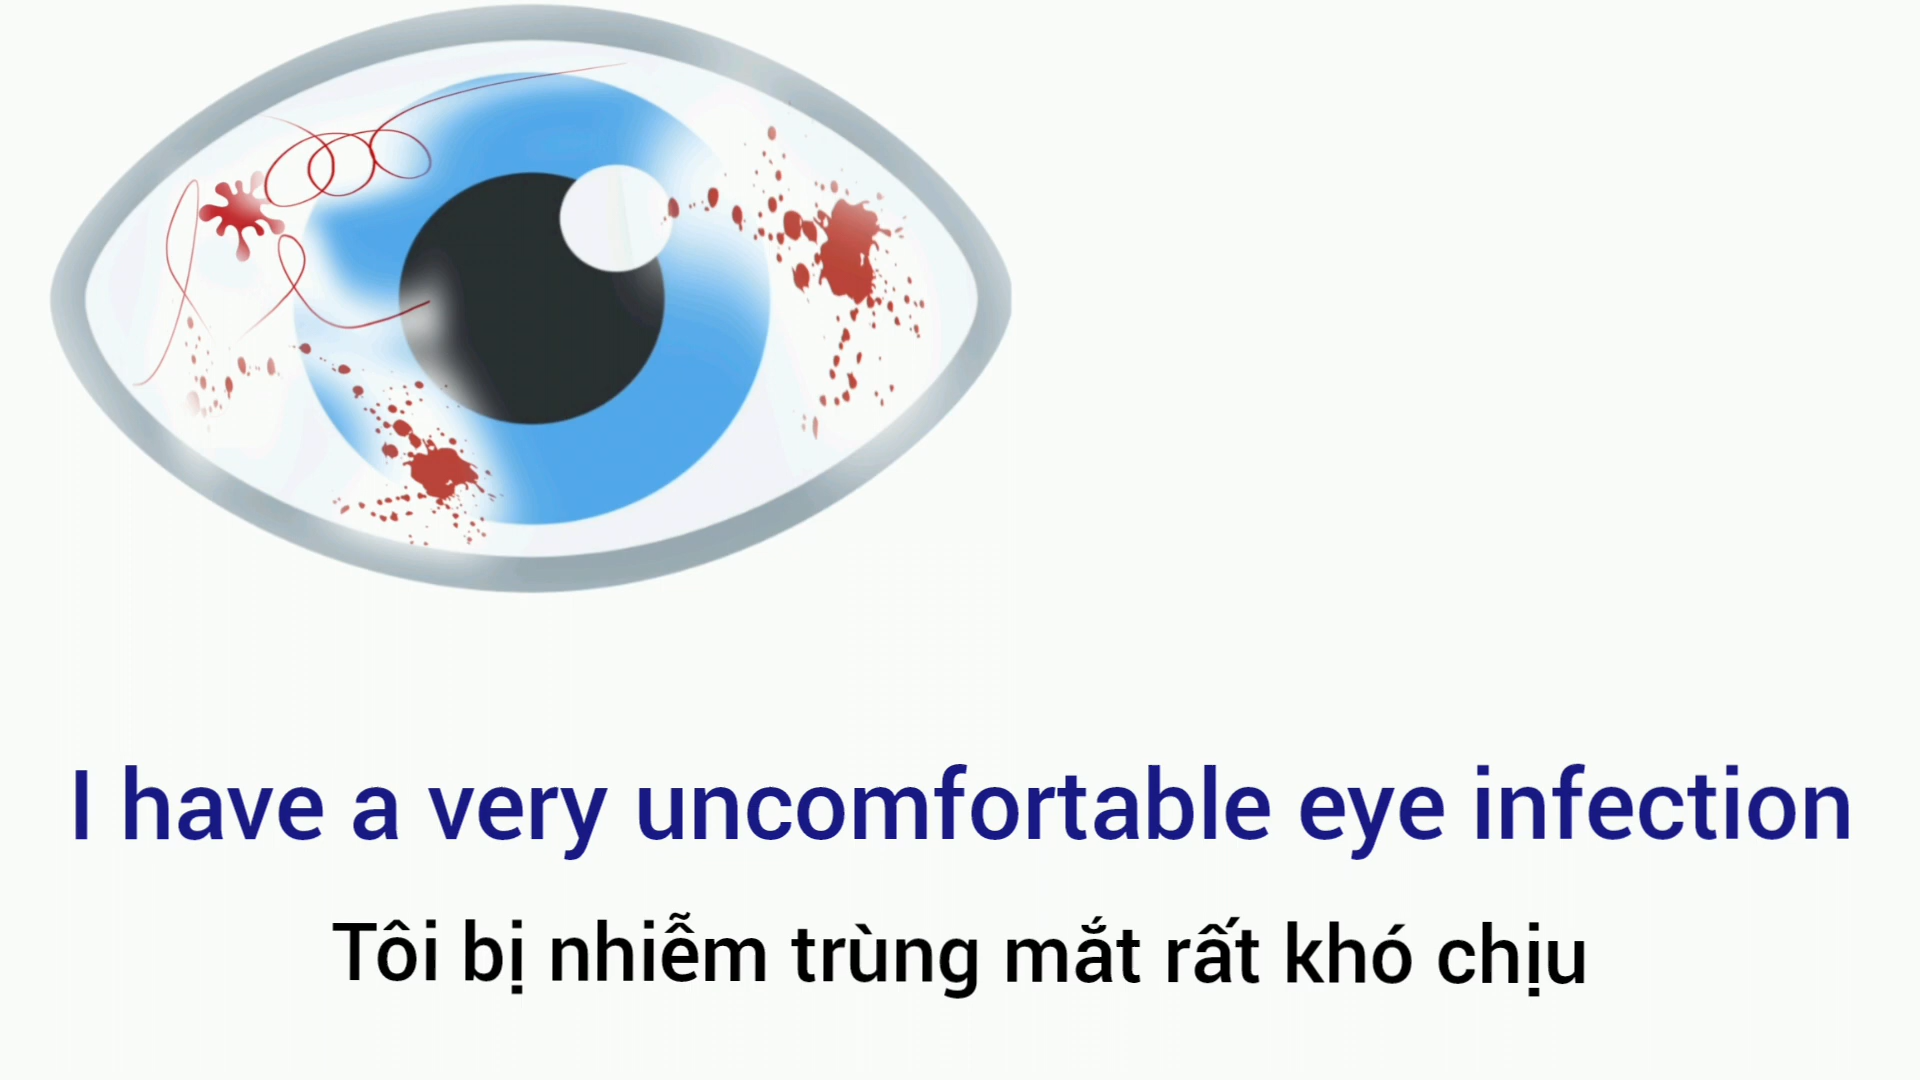 I have a very uncomfortable eye infection
Tôi bị nhiễm trùng mắt rất khó chịu